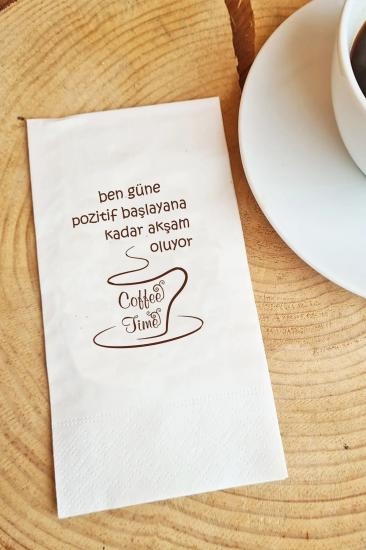 ben güne
pozitif başlayana
kadar akşam
oluyor
Coffee
Time